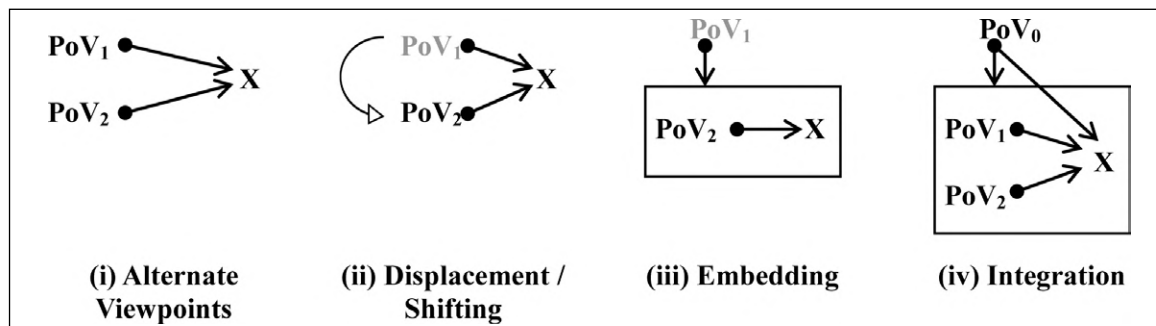 PoV₁
X
PoV₂
(i) Alternate
Viewpoints
PoV₁
X
PoV₂
(ii) Displacement /
Shifting
PoV₁
PoV₂ X
(iii) Embedding
PoV₀
PoV₁
X
PoV₂
(iv) Integration